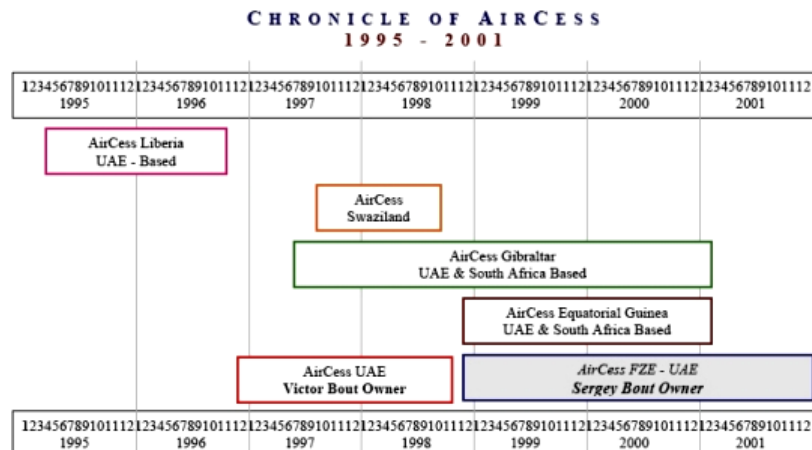 CHRONICLE OF AIRCESS
1995 - 2001
123456789101112123456789101112123456789101112123456789101112123456789101112123456789101112123456789101112
1995 1996 1997 1998 1999 2000 2001
AirCess Liberia
UAE - Based
AirCess
Swaziland
AirCess Gibraltar
UAE & South Africa Based
AirCess Equatorial Guinea
UAE & South Africa Based
AirCess UAE
Victor Bout Owner
AirCess FZE - UAE
Sergey Bout Owner
123456789101112123456789101112123456789101112123456789101112123456789101112123456789101112123456789101112
1995 1996 1997 1998 1999 2000 2001